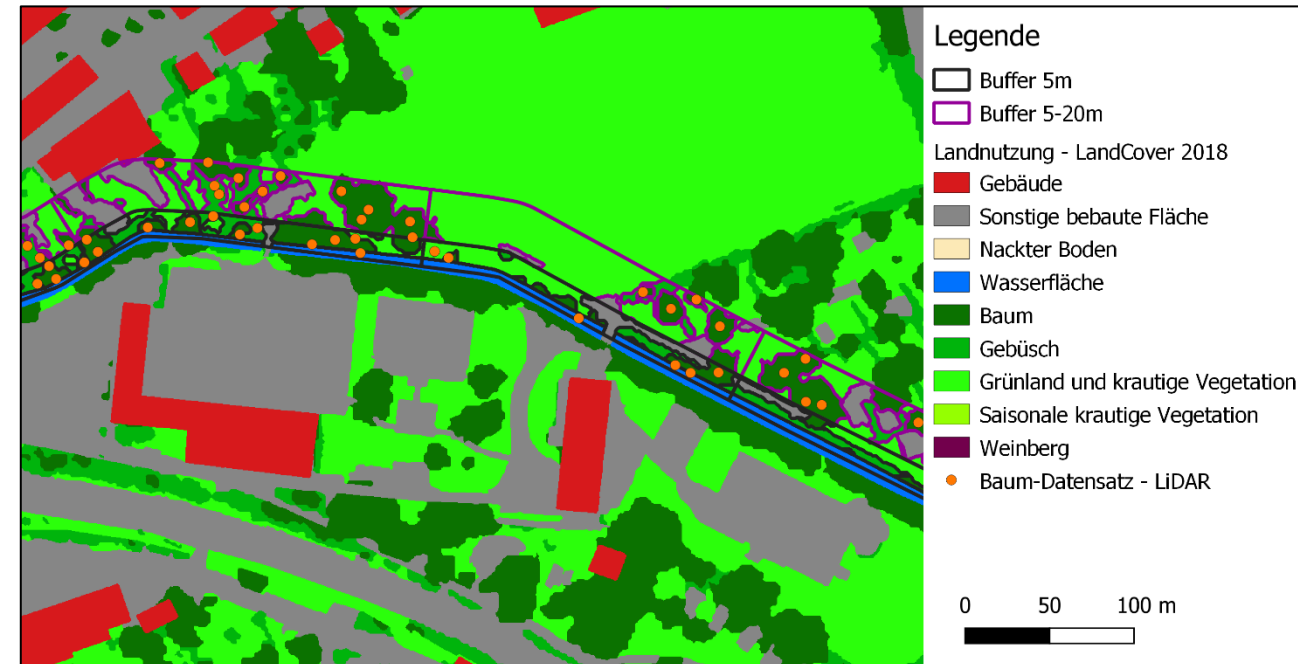 Legende
Buffer 5m
Buffer 5-20m
Landnutzung - LandCover 2018
Gebäude
Sonstige bebaute Fläche
Nackter Boden
Wasserfläche
Baum
Gebüsch
Grünland und krautige Vegetation
Saisonale krautige Vegetation
Weinberg
Baum-Datensatz - LiDAR
0 50 100 m